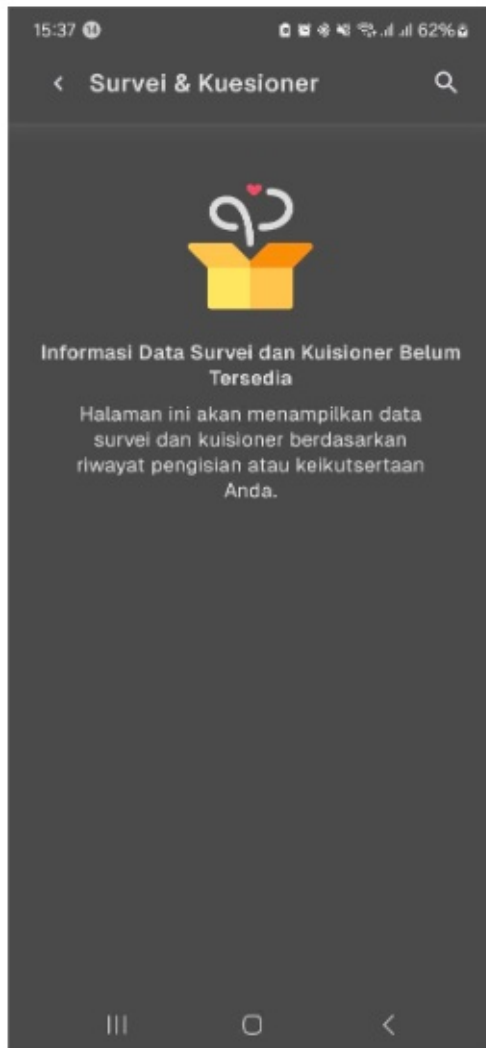 15:37 14 62%
Survei & Kuesioner
Informasi Data Survei dan Kuisioner Belum
Tersedia
Halaman ini akan menampilkan data
survei dan kuisioner berdasarkan
riwayat pengisian atau keikutsertaan
Anda.